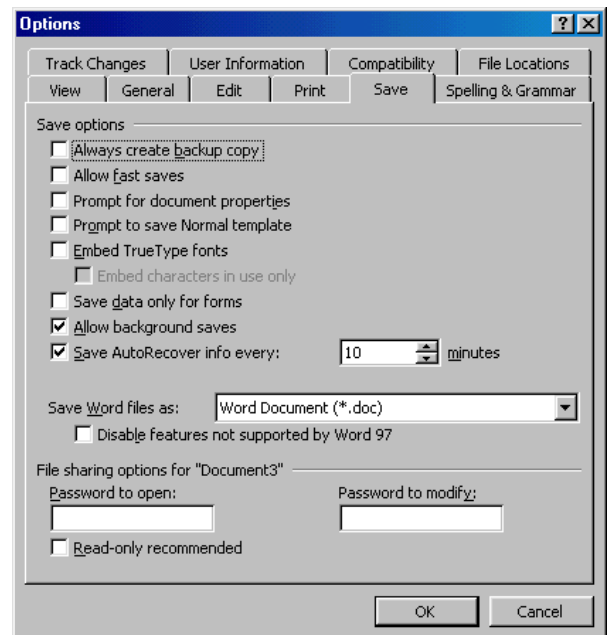 Options
Track Changes User Information Compatibility File Locations
View General Edit Print Save Spelling & Grammar
Save options
Always create backup copy
Allow fast saves
Prompt for document properties
Prompt to save Normal template
Embed TrueType fonts
Embed characters in use only
Save data only for forms
Allow background saves
Save AutoRecover info every: 10 minutes
Save Word files as: Word Document (*.doc)
Disable features not supported by Word 97
File sharing options for "Document3"
Password to open: Password to modify:
Read-only recommended
OK Cancel